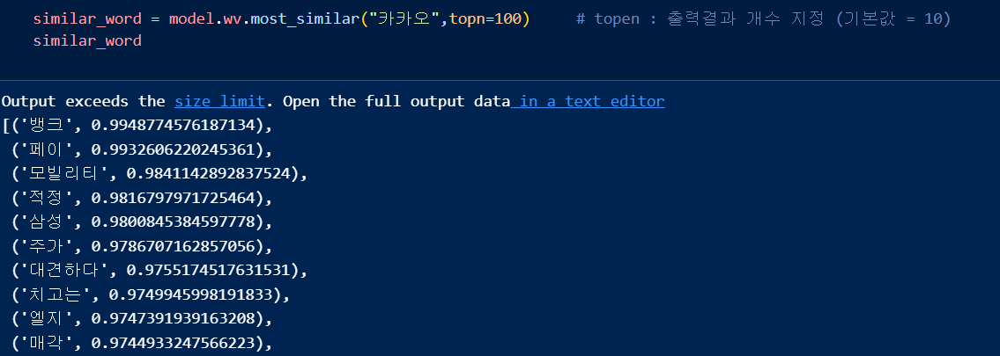 similar_word = model.wv.most_similar("카카오",topn=100)     # topen : 출력결과 개수 지정 (기본값 = 10)
similar_word
Output exceeds the size limit. Open the full output data in a text editor
[('뱅크', 0.9948774576187134),
('페이', 0.9932606220245361),
('모빌리티', 0.9841142892837524),
('적정', 0.9816797971725464),
('삼성', 0.9800845384597778),
('주가', 0.9786707162857056),
('대견하다', 0.9755174517631531),
('치고는', 0.9749945998191833),
('엘지', 0.9747391939163208),
('매각', 0.9744933247566223),